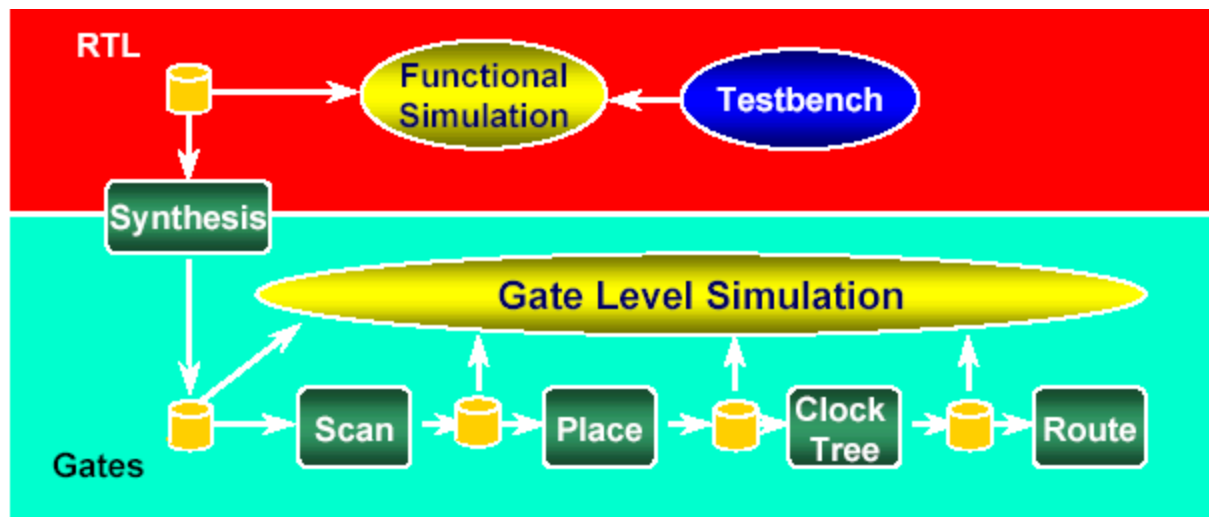 RTL
Functional
Simulation
Testbench
Synthesis
Gate Level Simulation
Scan
Place
Clock
Tree
Route
Gates